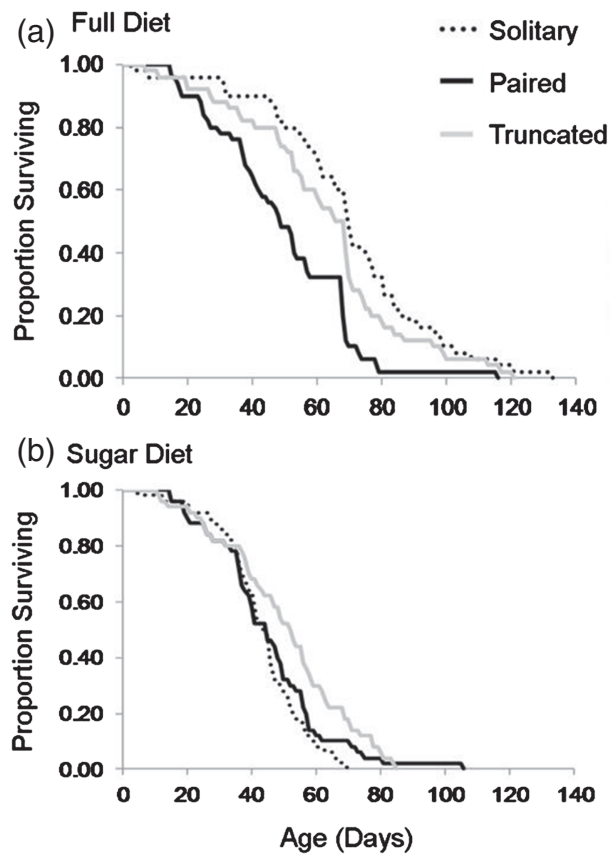 (a) Full Diet
Solitary
Paired
Truncated
Proportion Surviving
1.00
0.80
0.60
0.40
0.20
0.00
0 20 40 60 80 100 120 140
(b) Sugar Diet
Proportion Surviving
1.00
0.80
0.60
0.40
0.20
0.00
0 20 40 60 80 100 120 140
Age (Days)